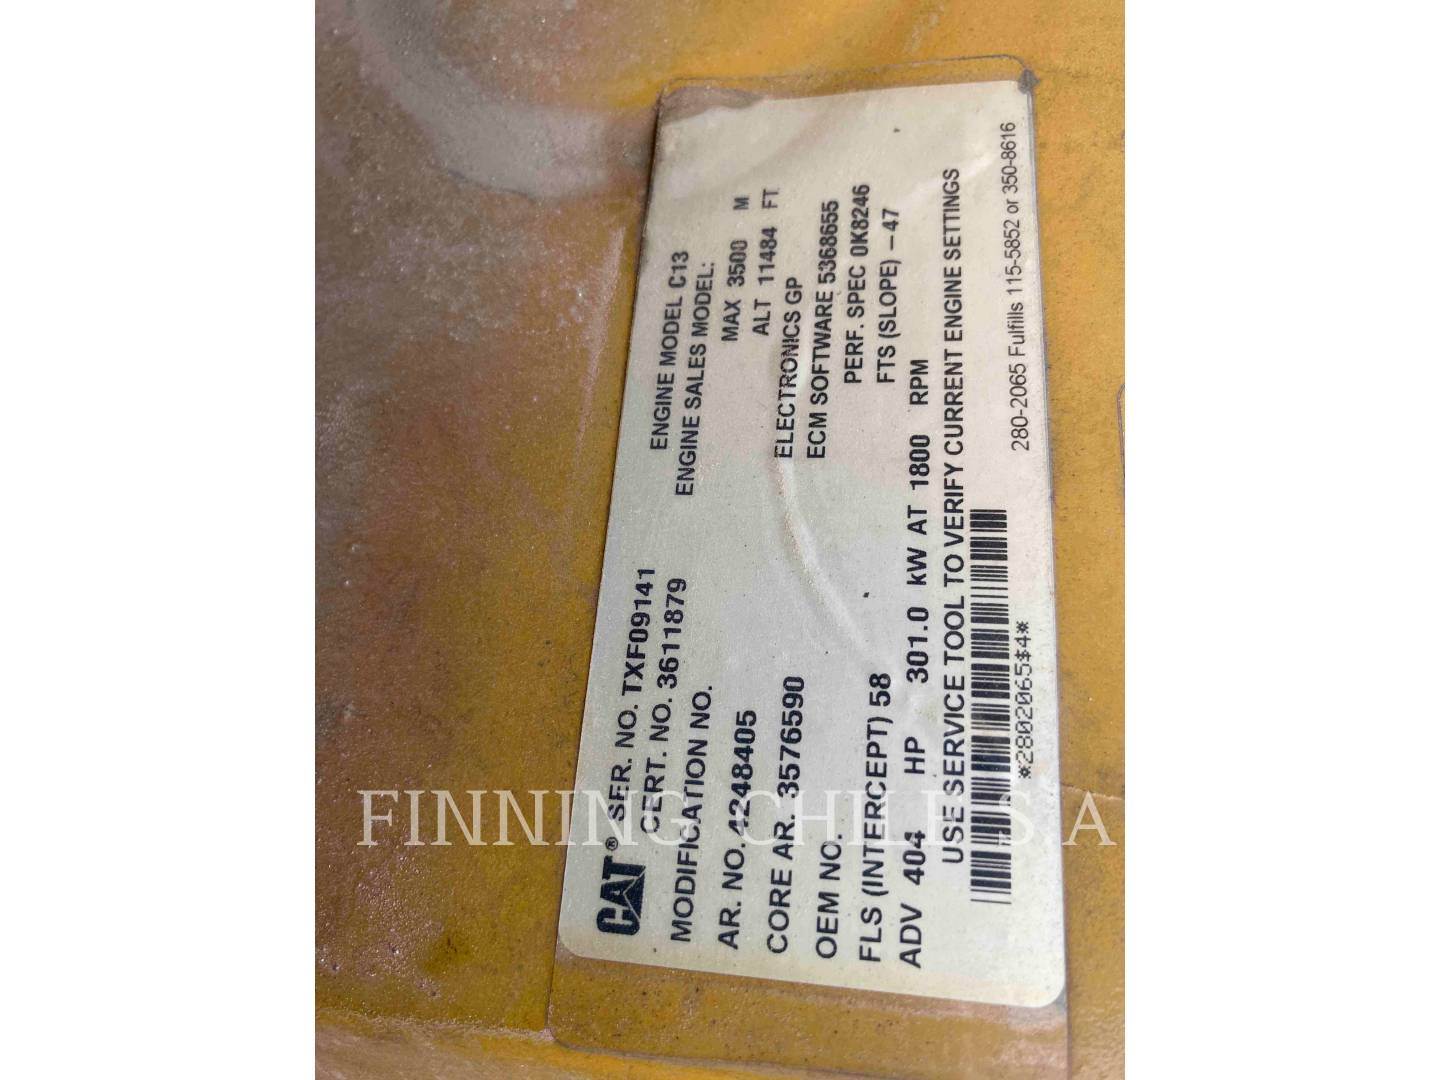 CAT® SER. NO. TXF09141 ENGINE MODEL C13
CERT. NO. 3611879 ENGINE SALES MODEL:
MODIFICATION NO. MAX 3500 M
AR. NO. 4248405 ALT 11484 FT
CORE AR. 3576590 ELECTRONICS GP
OEM NO. ECM SOFTWARE 5368655
PERF. SPEC 0K8246
FLS (INTERCEPT) 58 FTS (SLOPE) -47
ADV 404 HP 301.0 kW AT 1800 RPM
USE SERVICE TOOL TO VERIFY CURRENT ENGINE SETTINGS
*2802065$4*
280-2065 Fulfills 115-5852 or 350-8616
FINNING CHILE S.A